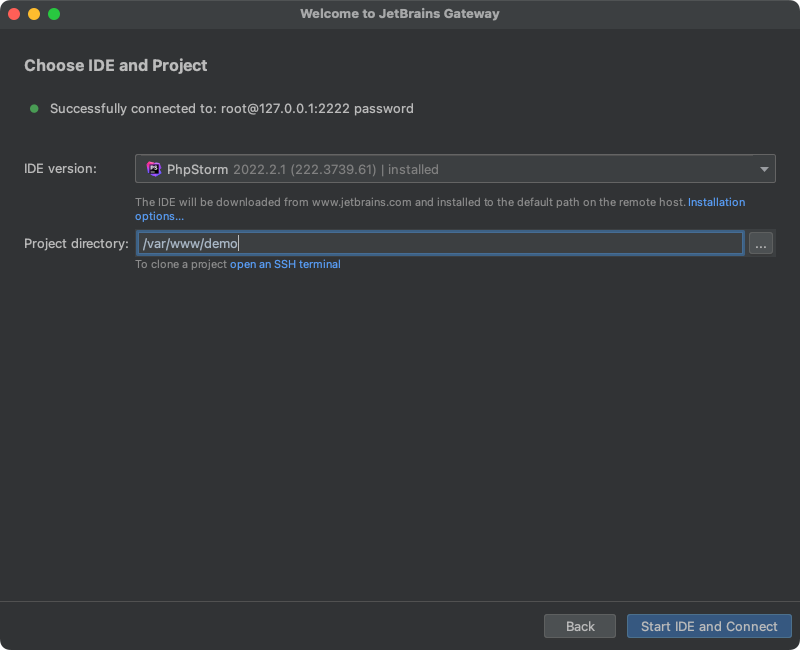 Welcome to JetBrains Gateway
Choose IDE and Project
Successfully connected to: root@127.0.0.1:2222 password
IDE version:
PS PhpStorm 2022.2.1 (222.3739.61) | installed
The IDE will be downloaded from www.jetbrains.com and installed to the default path on the remote host. Installation
options...
Project directory: /var/www/demo ...
To clone a project open an SSH terminal
Back
Start IDE and Connect